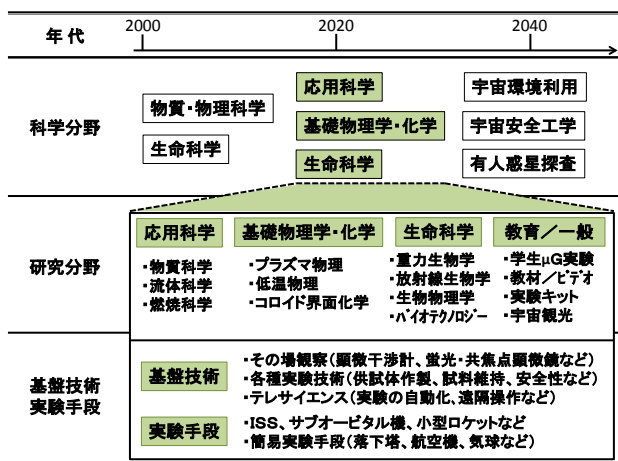 年代
2000
2020
2040
科学分野
物質・物理科学
生命科学
応用科学
基礎物理学・化学
生命科学
宇宙環境利用
宇宙安全工学
有人惑星探査
研究分野
応用科学
・物質科学
・流体科学
・燃焼科学
基礎物理学・化学
・プラズマ物理
・低温物理
・コロイド界面化学
生命科学
・重力生物学
・放射線生物学
・生物物理学
・バイオテクノロジー
教育／一般
・学生μG実験
・教材／ビデオ
・実験キット
・宇宙観光
基盤技術
実験手段
基盤技術
・その場観察(顕微干渉計、蛍光・共焦点顕微鏡など)
・各種実験技術(供試体作製、試料維持、安全性など)
・テレサイエンス(実験の自動化、遠隔操作など)
実験手段
・ISS、サブオービタル機、小型ロケットなど
・簡易実験手段(落下塔、航空機、気球など)